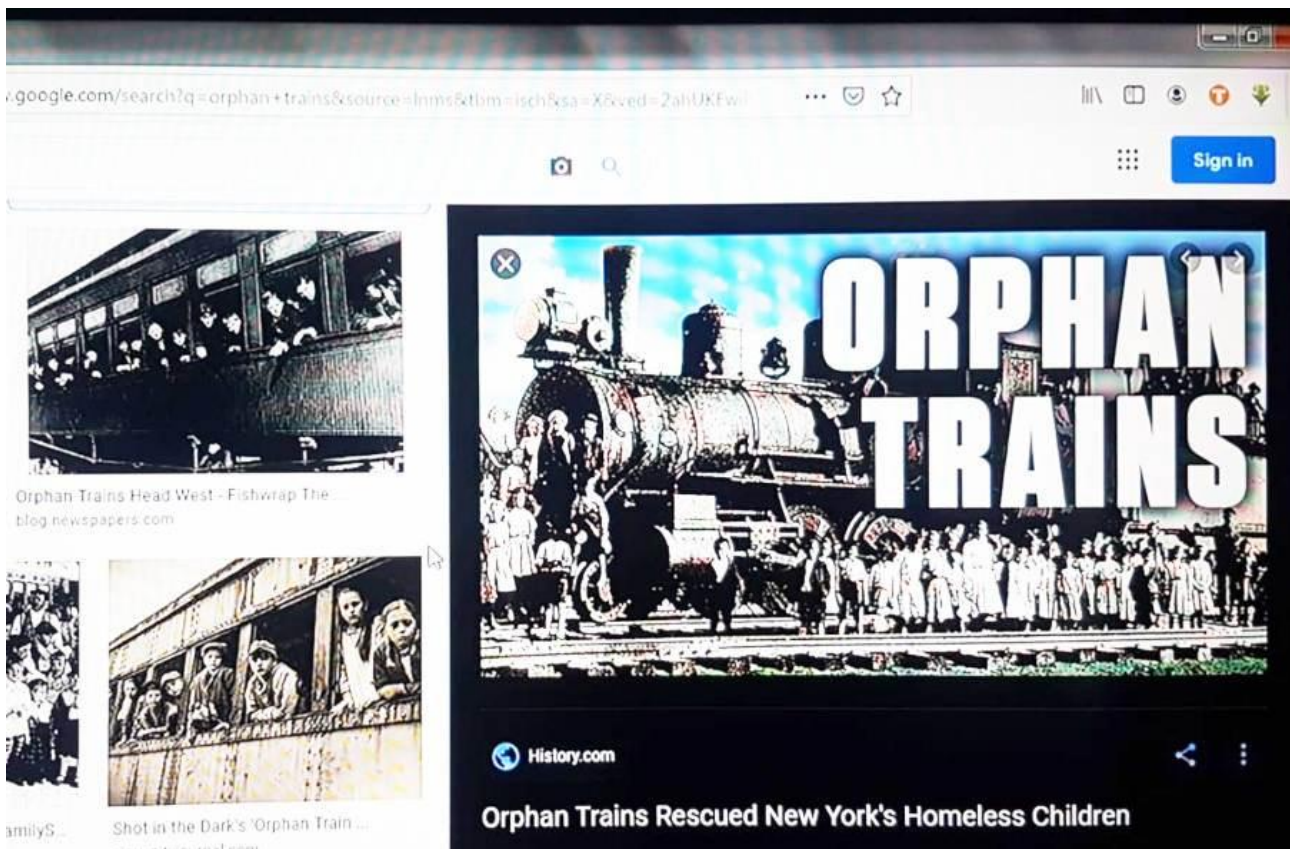 .google.com/search?q=orphan+trains&source=lnms&tbm=isch&sa=X&ved=2ahUKEwi
Sign in
ORPHAN
TRAINS
Orphan Trains Head West - Fishwrap The ...
blog.newspapers.com
History.com
Orphan Trains Rescued New York's Homeless Children
amilyS...
Shot in the Dark's 'Orphan Train ...